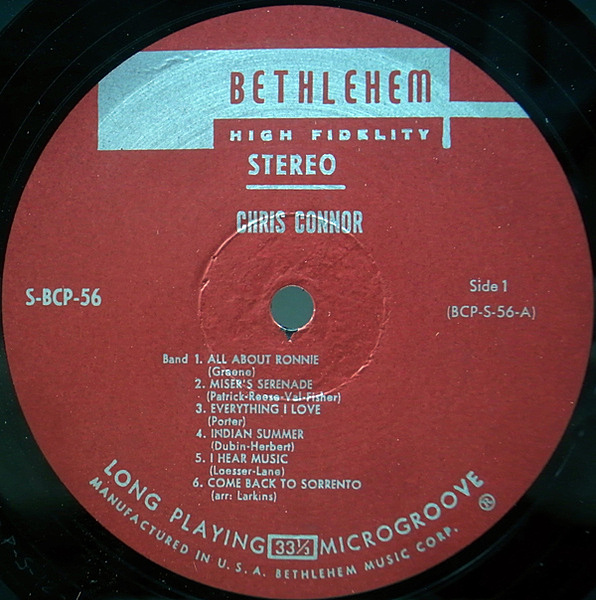 BETHLEHEM
HIGH FIDELITY
STEREO
CHRIS CONNOR
S-BCP-56
Side 1
(BCP-S-56-A)
Band 1. ALL ABOUT RONNIE
(Graene)
2. MISER'S SERENADE
(Patrick-Reese-Val-Fisher)
3. EVERYTHING I LOVE
(Porter)
4. INDIAN SUMMER
(Dubin-Herbert)
5. I HEAR MUSIC
(Loesser-Lane)
6. COME BACK TO SORRENTO
(arr: Larkins)
LONG PLAYING 33⅓ MICROGROOVE ®
MANUFACTURED IN U.S.A. BETHLEHEM MUSIC CORP.